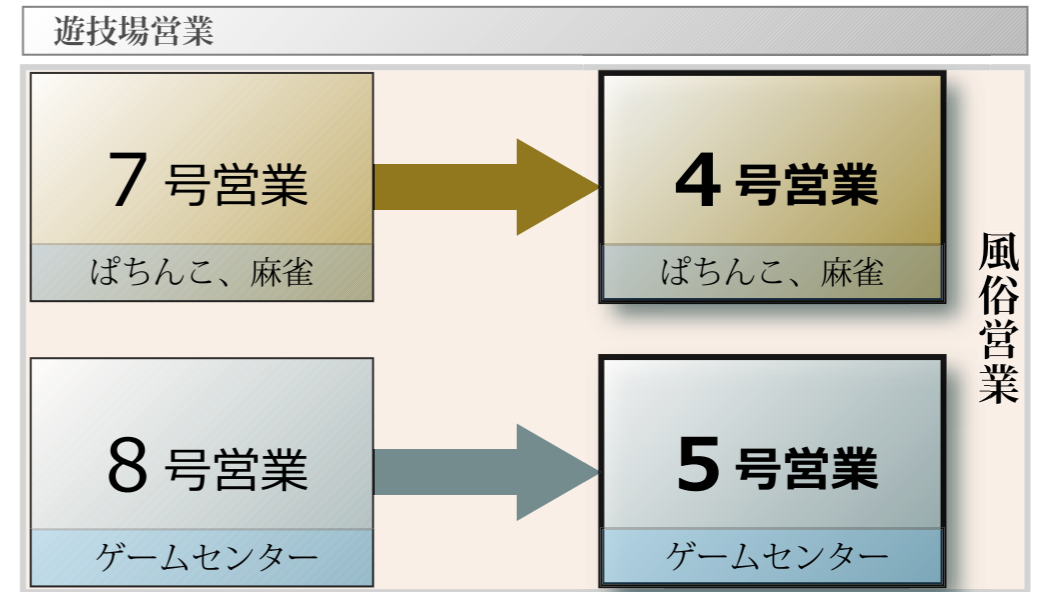 遊技場営業
7 号営業
ぱちんこ、麻雀
4 号営業
ぱちんこ、麻雀
8 号営業
ゲームセンター
5 号営業
ゲームセンター
風俗営業